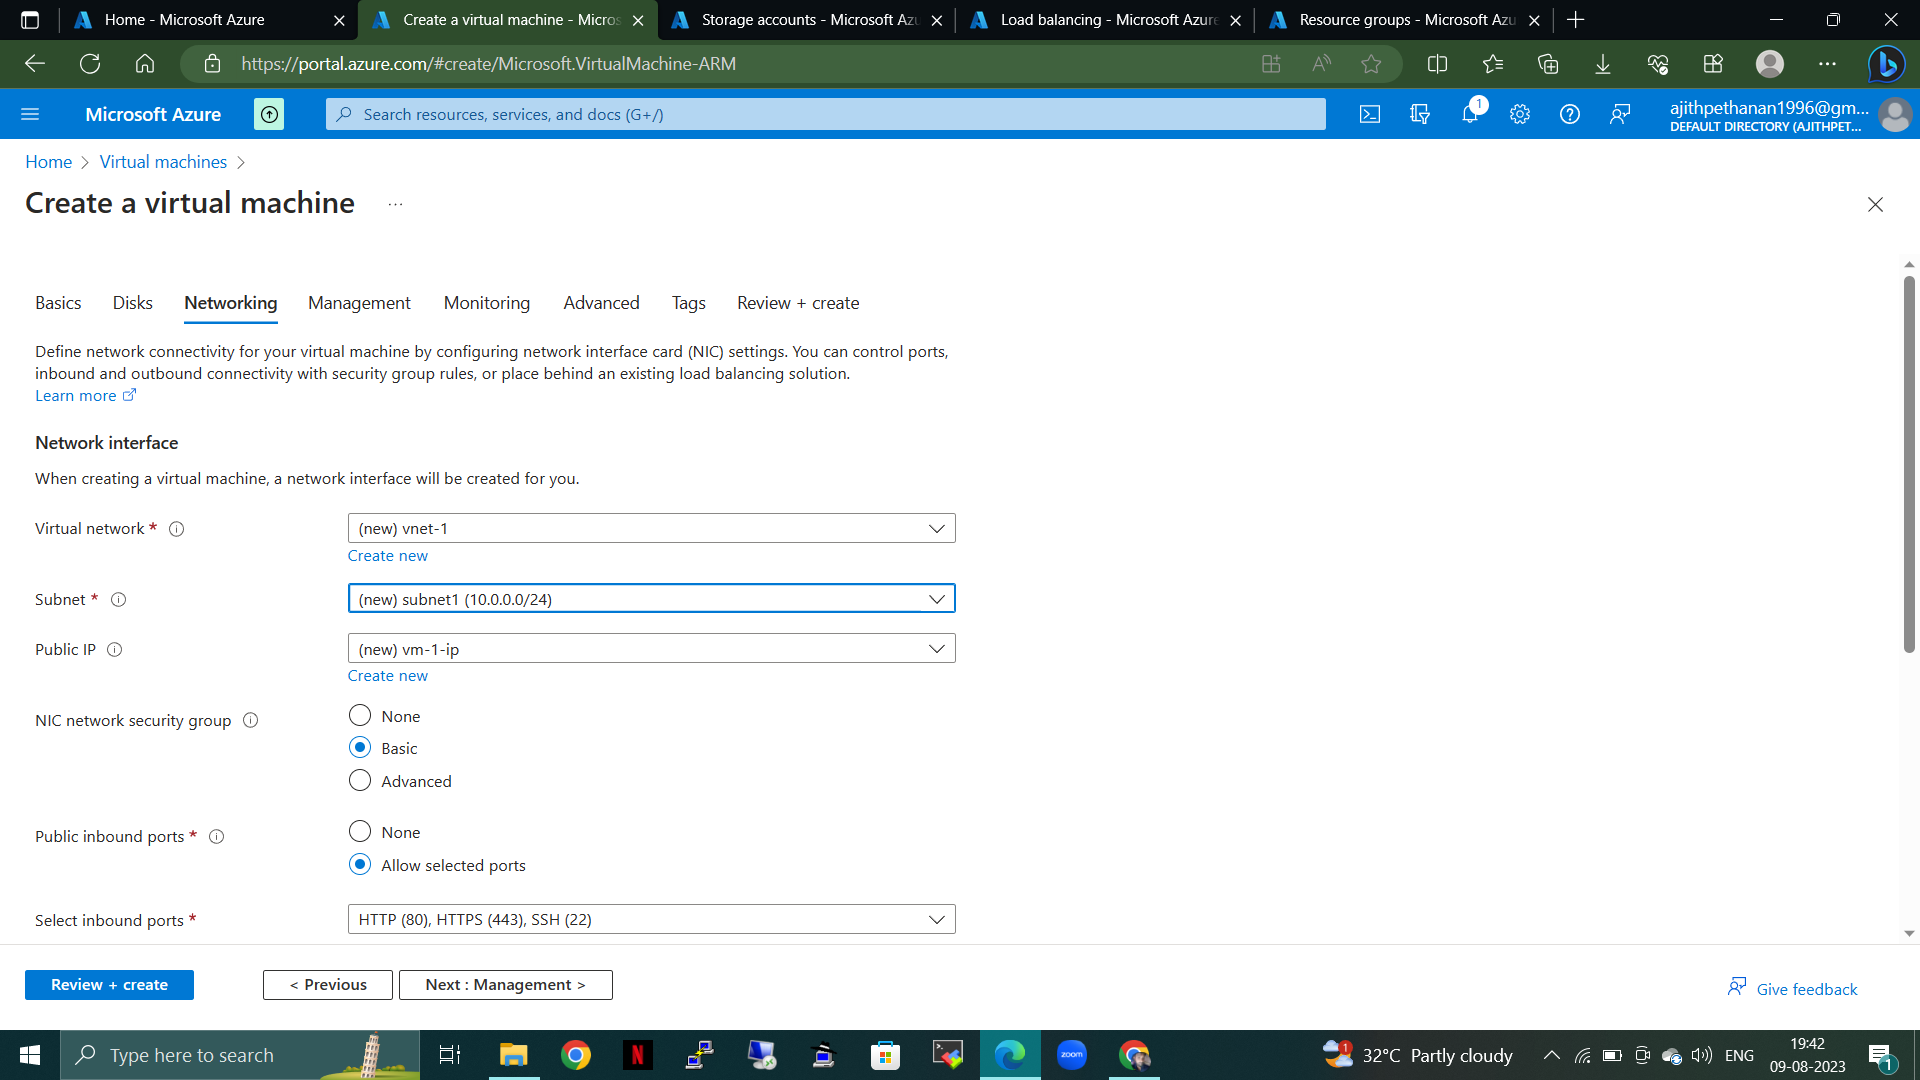 Home - Microsoft Azure
Create a virtual machine - Micros
Storage accounts - Microsoft Azu
Load balancing - Microsoft Azure
Resource groups - Microsoft Azu
https://portal.azure.com/#create/Microsoft.VirtualMachine-ARM
Microsoft Azure
Search resources, services, and docs (G+/)
1
ajithpethanan1996@gm...
DEFAULT DIRECTORY (AJITHPET...
Home > Virtual machines >
Create a virtual machine ...
Basics Disks Networking Management Monitoring Advanced Tags Review + create
Define network connectivity for your virtual machine by configuring network interface card (NIC) settings. You can control ports,
inbound and outbound connectivity with security group rules, or place behind an existing load balancing solution.
Learn more
Network interface
When creating a virtual machine, a network interface will be created for you.
Virtual network *
(new) vnet-1
Create new
Subnet *
(new) subnet1 (10.0.0.0/24)
Public IP
(new) vm-1-ip
Create new
NIC network security group
None
Basic
Advanced
Public inbound ports *
None
Allow selected ports
Select inbound ports *
HTTP (80), HTTPS (443), SSH (22)
Review + create
< Previous
Next : Management >
Give feedback
Type here to search
N
zoom
1
32°C Partly cloudy
ENG
19:42
09-08-2023
1